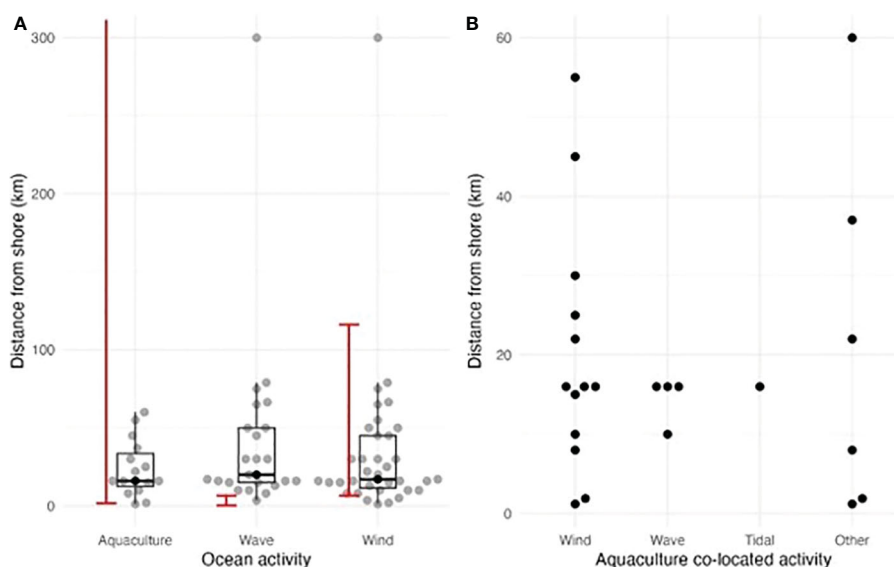 A
Distance from shore (km)
300
200
100
0
Aquaculture Wave Wind
Ocean activity
B
Distance from shore (km)
60
40
20
0
Wind Wave Tidal Other
Aquaculture co-located activity